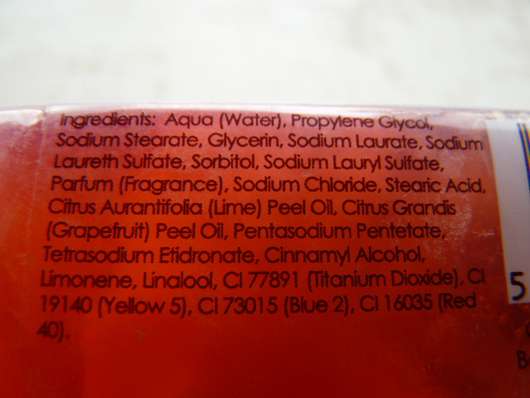 Ingredients: Aqua (Water), Propylene Glycol,
Sodium Stearate, Glycerin, Sodium Laurate, Sodium
Laureth Sulfate, Sorbitol, Sodium Lauryl Sulfate,
Parfum (Fragrance), Sodium Chloride, Stearic Acid,
Citrus Aurantifolia (Lime) Peel Oil, Citrus Grandis
(Grapefruit) Peel Oil, Pentasodium Pentetate,
Tetrasodium Etidronate, Cinnamyl Alcohol,
Limonene, Linalool, CI 77891 (Titanium Dioxide), CI
19140 (Yellow 5), CI 73015 (Blue 2), CI 16035 (Red
40).
5